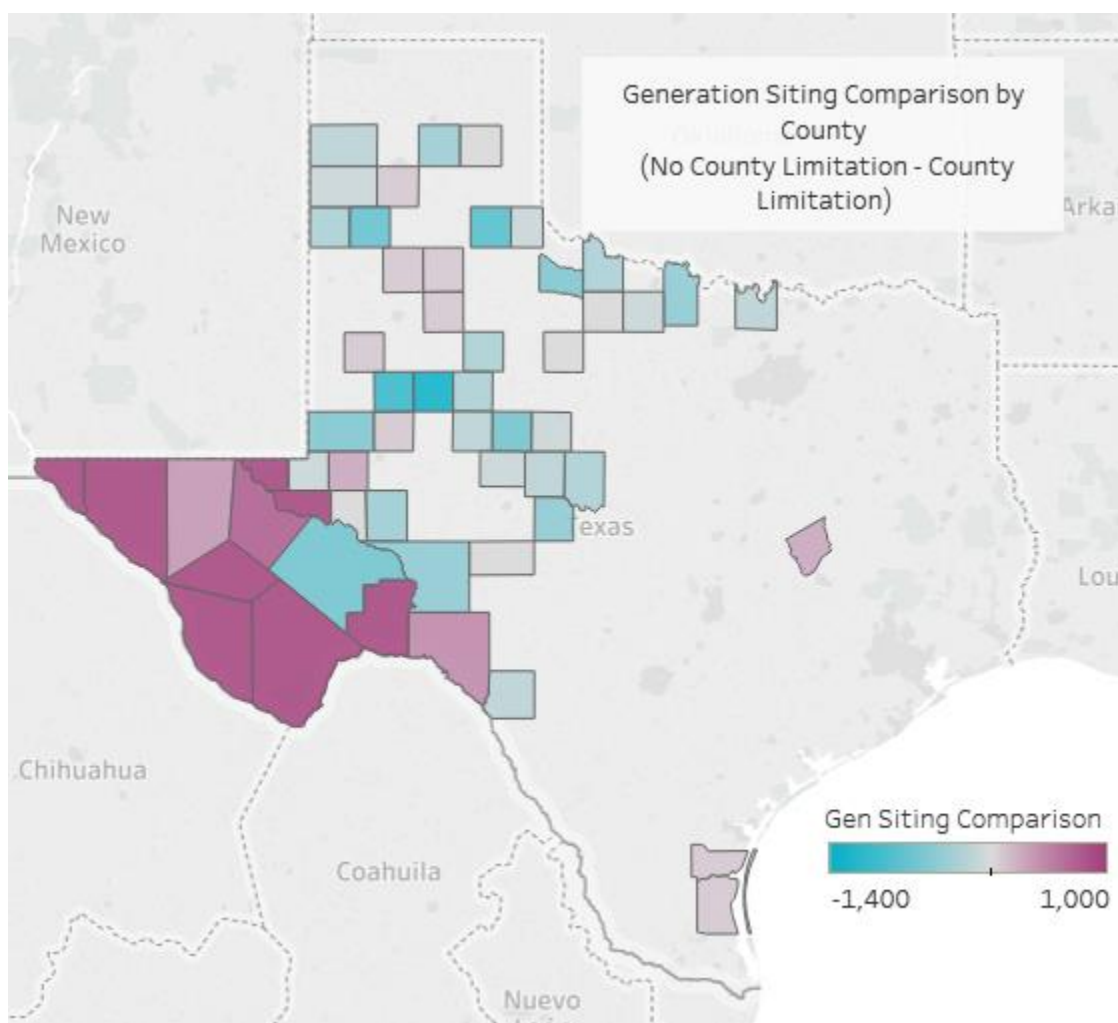 Generation Siting Comparison by
County
(No County Limitation - County
Limitation)
New
Mexico
Arka
Texas
Lou
Chihuahua
Coahuila
Nuevo
Gen Siting Comparison
-1,400
1,000